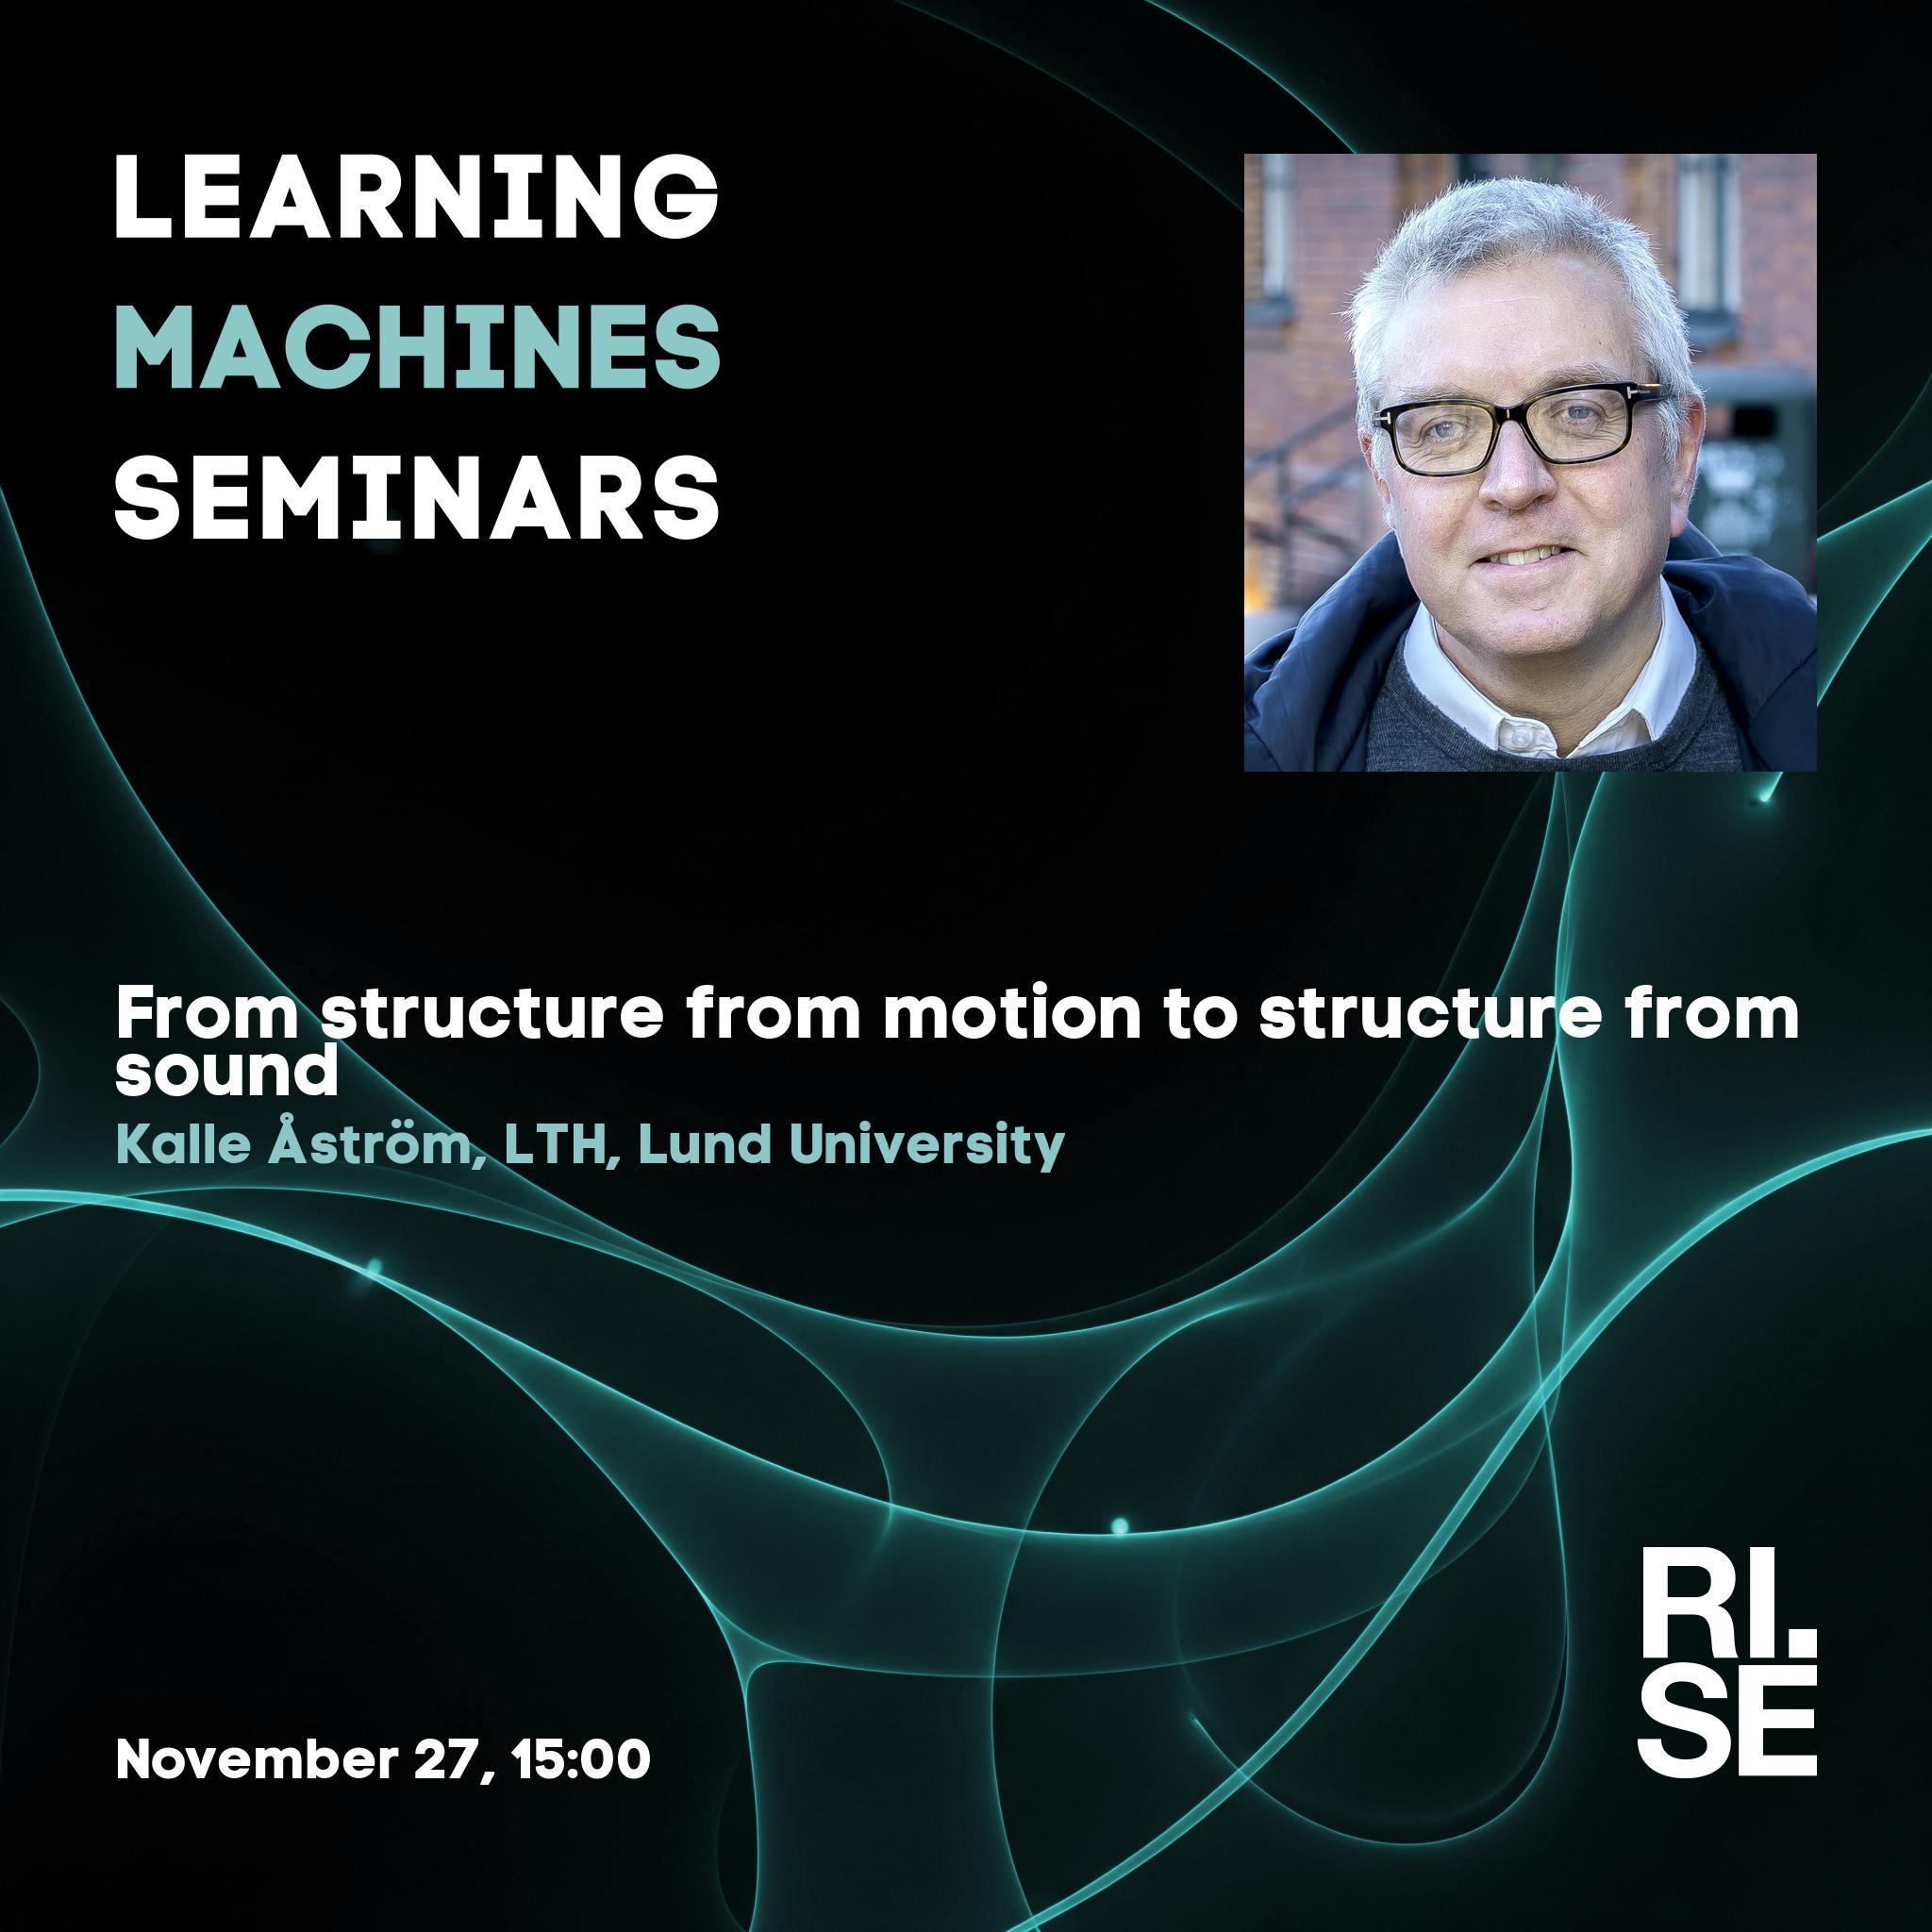 LEARNING
MACHINES
SEMINARS
From structure from motion to structure from
sound
Kalle Åström, LTH, Lund University
November 27, 15:00
RI.
SE